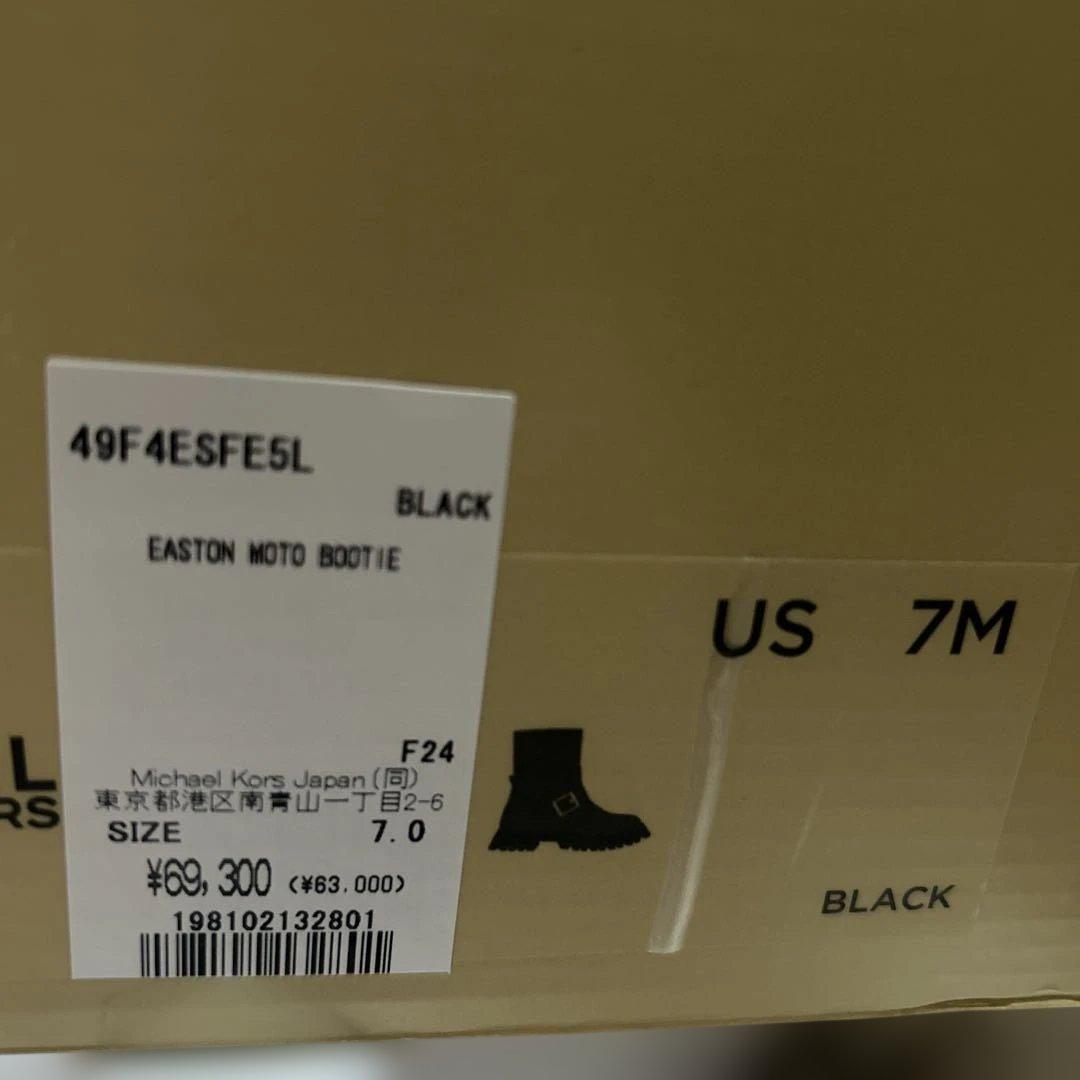 49F4ESFE5L
BLACK
EASTON MOTO BOOTIE
F24
Michael Kors Japan(同)
東京都港区南青山一丁目2-6
SIZE 7.0
¥69,300 (¥63.000)
198102132801
L
RS
US 7M
BLACK